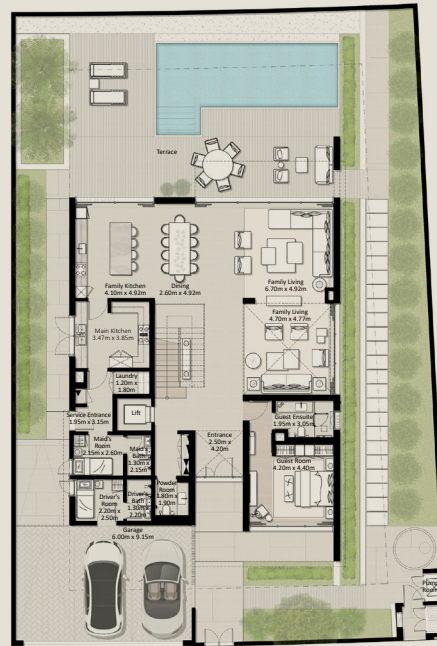 Terrace
Family Kitchen
4.10m x 4.92m
Dining
2.60m x 4.92m
Family Living
6.70m x 4.92m
Family Living
4.70m x 4.77m
Main Kitchen
3.47m x 3.85m
Laundry
1.20m x
1.80m
Lift
Service Entrance
1.95m x 3.15m
Guest Ensuite
1.95m x 3.05m
Entrance
2.50m x
4.20m
Maid's
Room
2.15m x 2.60m
Maid's
Bath
1.30m x
2.15m
Guest Room
4.20m x 4.40m
Powder
Room
1.80m x
1.90m
Driver's
Room
2.20m x
2.50m
Driver's
Bath
1.30m x
2.20m
Garage
6.00m x 9.15m
Room